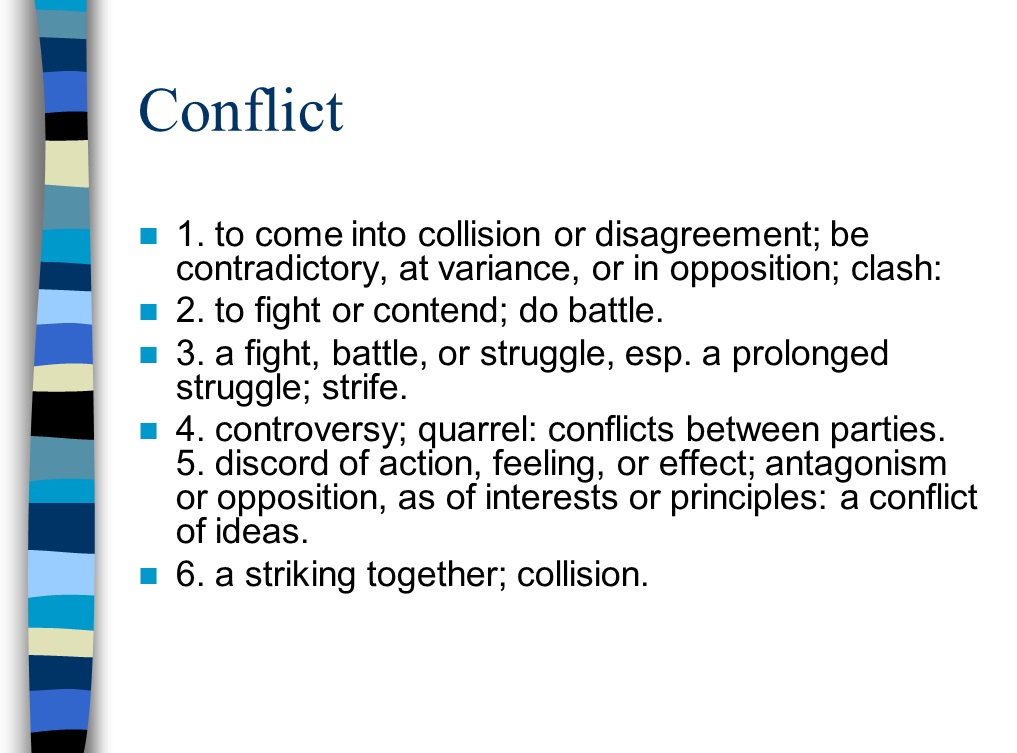 Conflict
1. to come into collision or disagreement; be
contradictory, at variance, or in opposition; clash:
2. to fight or contend; do battle.
3. a fight, battle, or struggle, esp. a prolonged
struggle; strife.
4. controversy; quarrel: conflicts between parties.
5. discord of action, feeling, or effect; antagonism
or opposition, as of interests or principles: a conflict
of ideas.
6. a striking together; collision.